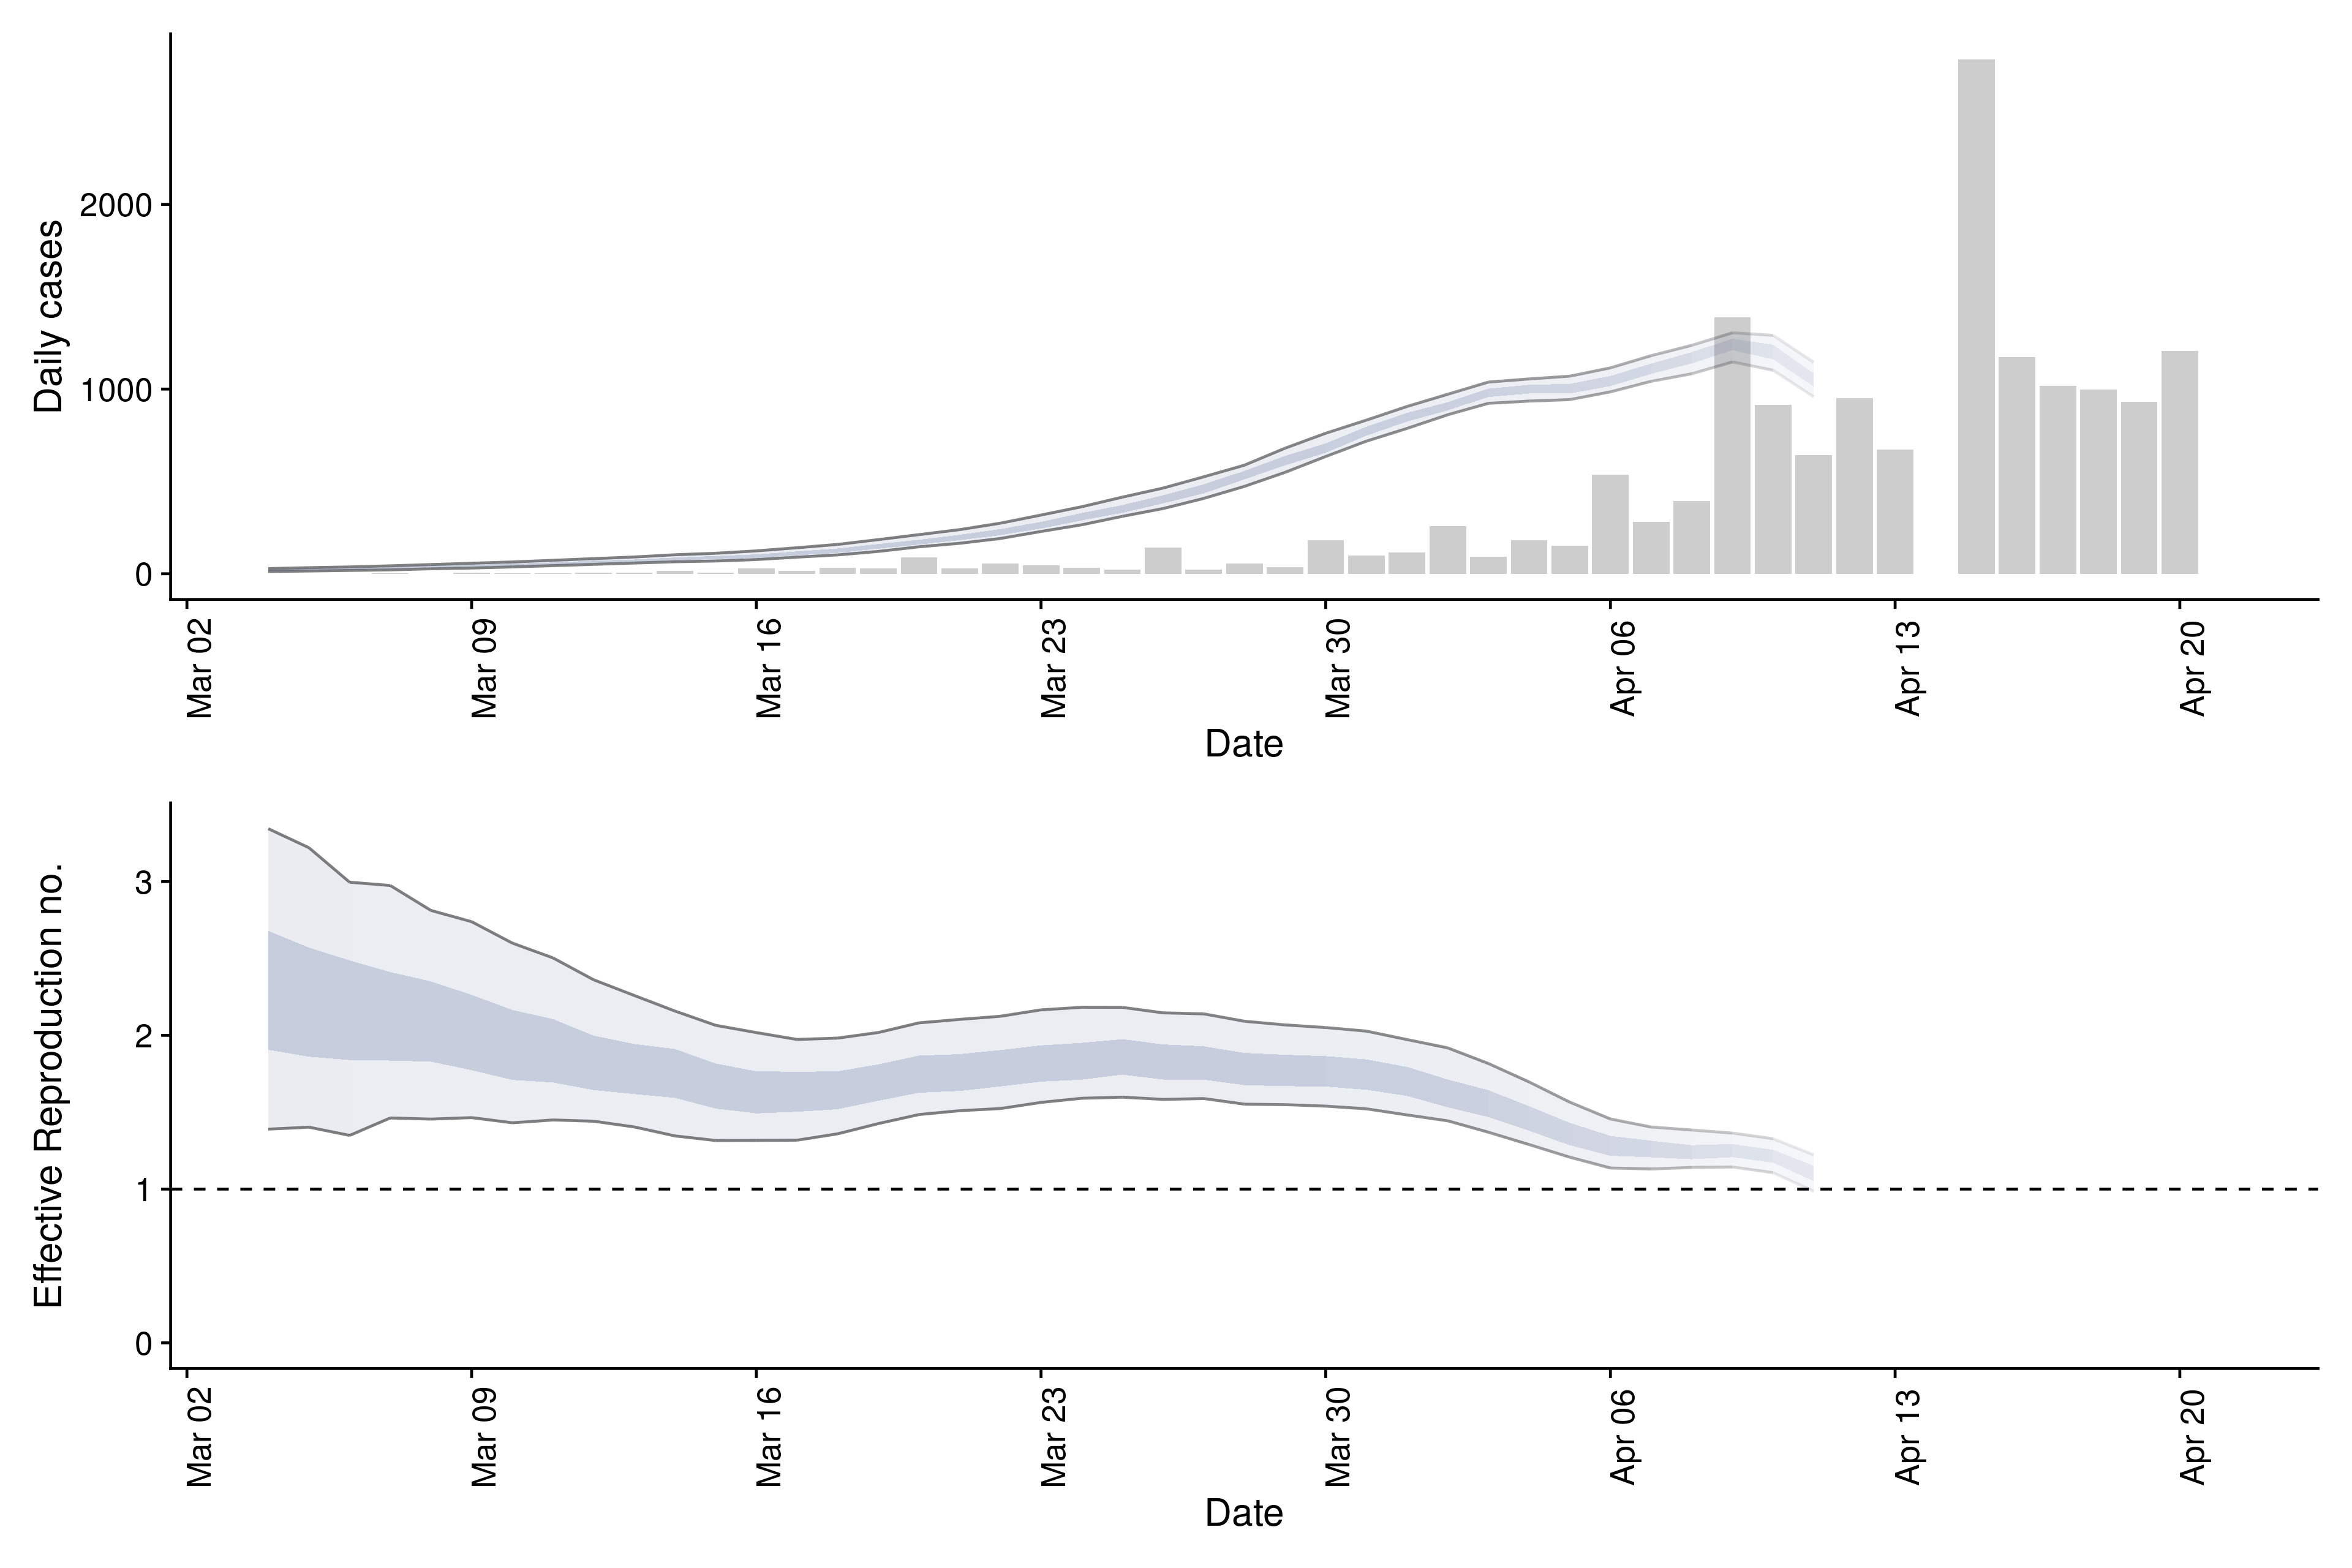 Daily cases
2000
1000
0
Mar 02
Mar 09
Mar 16
Mar 23
Mar 30
Apr 06
Apr 13
Apr 20
Date
Effective Reproduction no.
3
2
1
0
Mar 02
Mar 09
Mar 16
Mar 23
Mar 30
Apr 06
Apr 13
Apr 20
Date